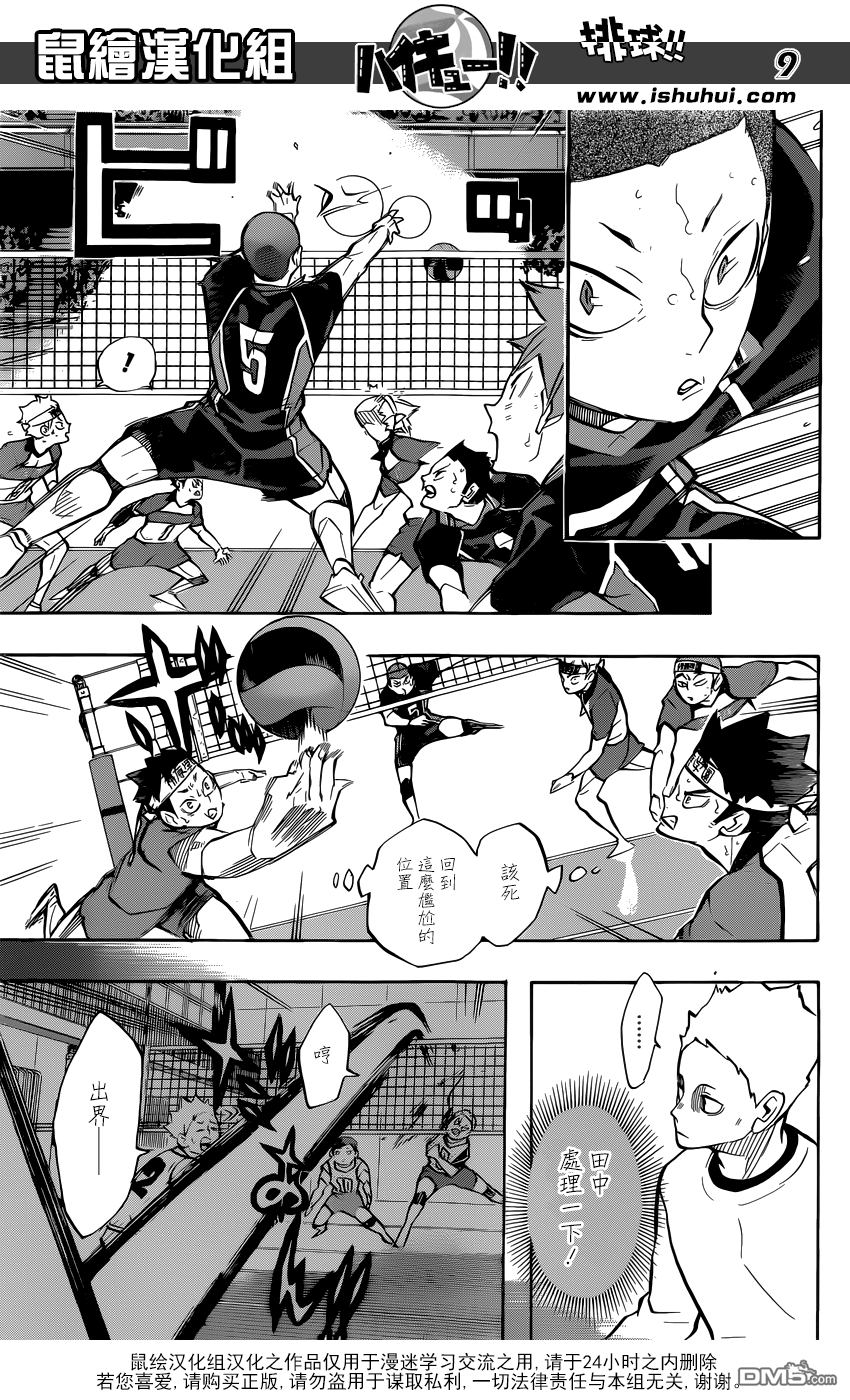 鼠繪漢化組
ハイキュー!!
排球!!
9
www.ishuhui.com
ピッ
5
!
5
該死
回到
這麼尷尬的
位置
……
田中
處理一下!
哼
出界——
2
10
鼠绘汉化组汉化之作品仅用于漫迷学习交流之用, 请于24小时之内删除
若您喜爱, 请购买正版, 请勿盗用于谋取私利, 一切法律责任与本组无关, 谢谢。
DM5.com